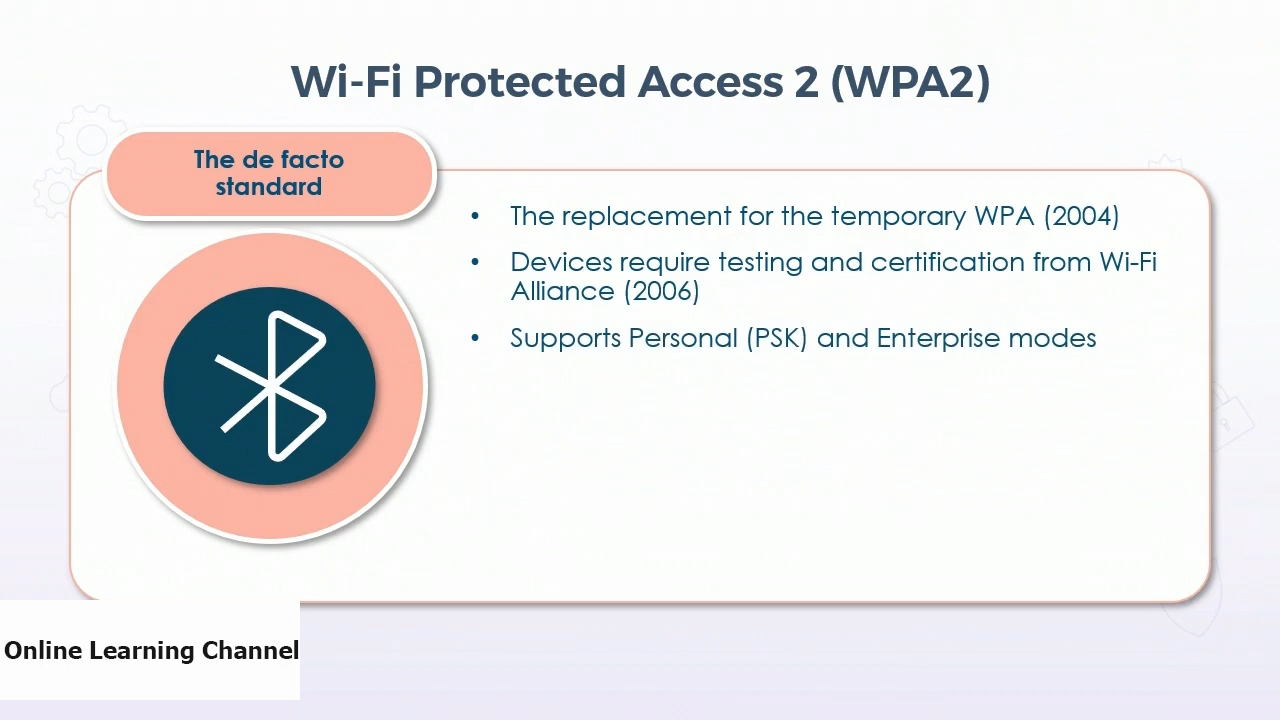 Wi-Fi Protected Access 2 (WPA2)
The de facto
standard
• The replacement for the temporary WPA (2004)
• Devices require testing and certification from Wi-Fi
Alliance (2006)
• Supports Personal (PSK) and Enterprise modes
Online Learning Channel